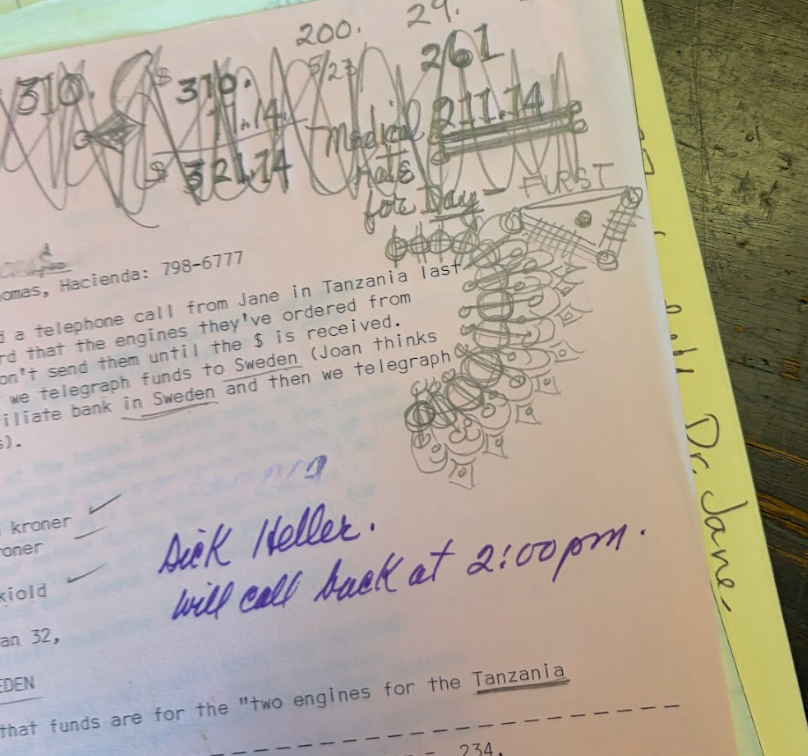 200. 29.
310. $ 310. 5/27 261
11.14 Medical 211.14
$ 321.14 Rate
for Day - FIRST
omas, Hacienda: 798-6777
d a telephone call from Jane in Tanzania last
rd that the engines they've ordered from
on't send them until the $ is received.
we telegraph funds to Sweden (Joan thinks
iliate bank in Sweden and then we telegraph
s).
kroner
oner
Dick Heller.
kiold
will call back at 2:00pm.
an 32,
EDEN
that funds are for the "two engines for the Tanzania
234.
Dr. Jane